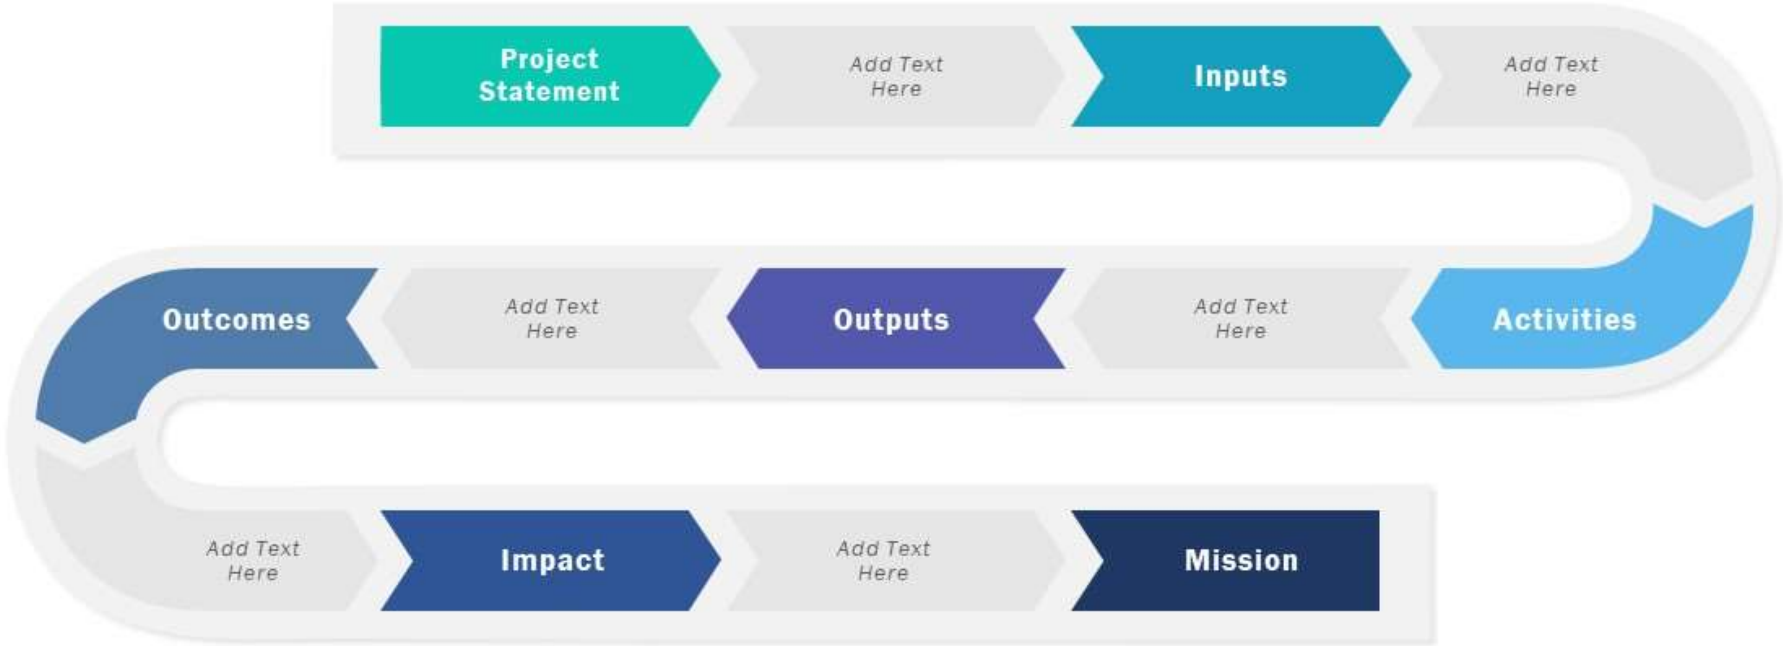 Project
Statement
Add Text
Here
Inputs
Add Text
Here
Activities
Add Text
Here
Outputs
Add Text
Here
Outcomes
Add Text
Here
Impact
Add Text
Here
Mission